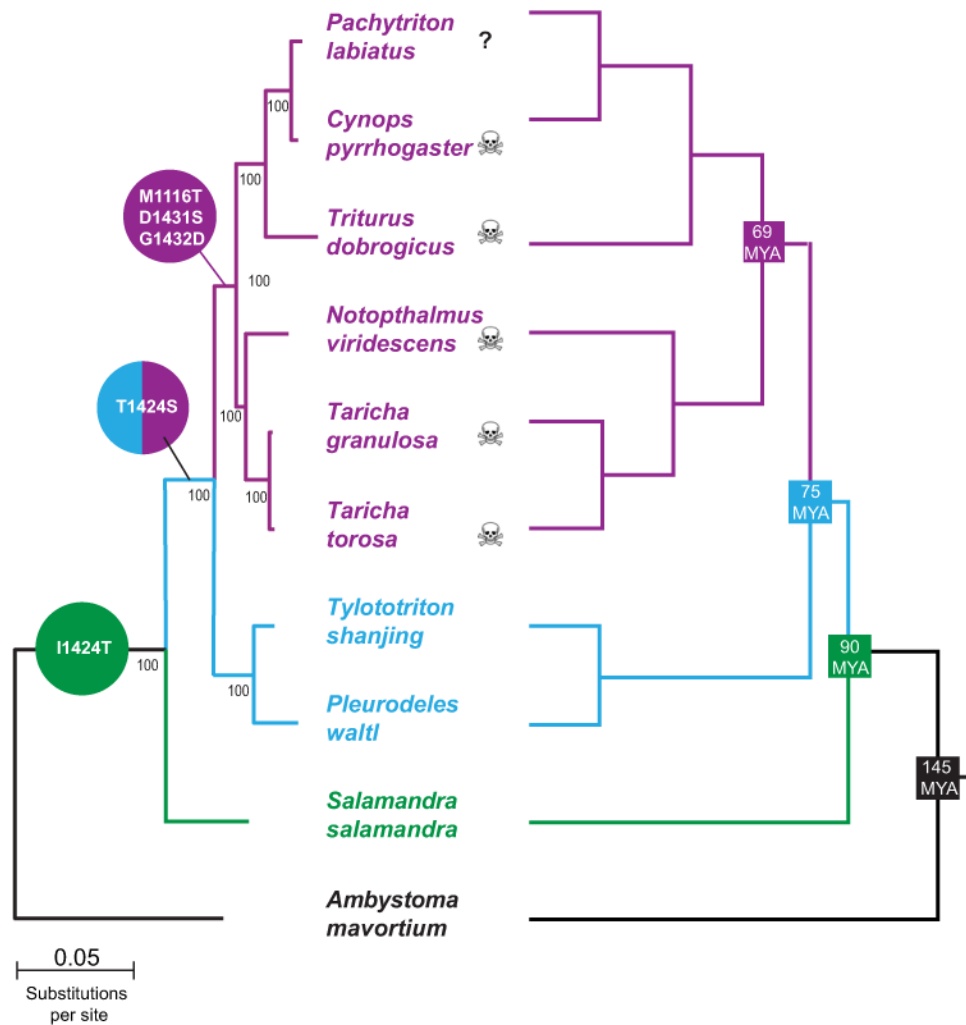 Pachytriton
labiatus
?
Cynops
pyrrhogaster
100
M1116T
D1431S
G1432D
100
Triturus
dobrogicus
69
MYA
100
Notopthalmus
viridescens
T1424S
100
Taricha
granulosa
100
100
Taricha
torosa
75
MYA
Tylototriton
shanjing
I1424T
100
90
MYA
100
Pleurodeles
waltl
145
MYA
Salamandra
salamandra
Ambystoma
mavortium
0.05
Substitutions
per site